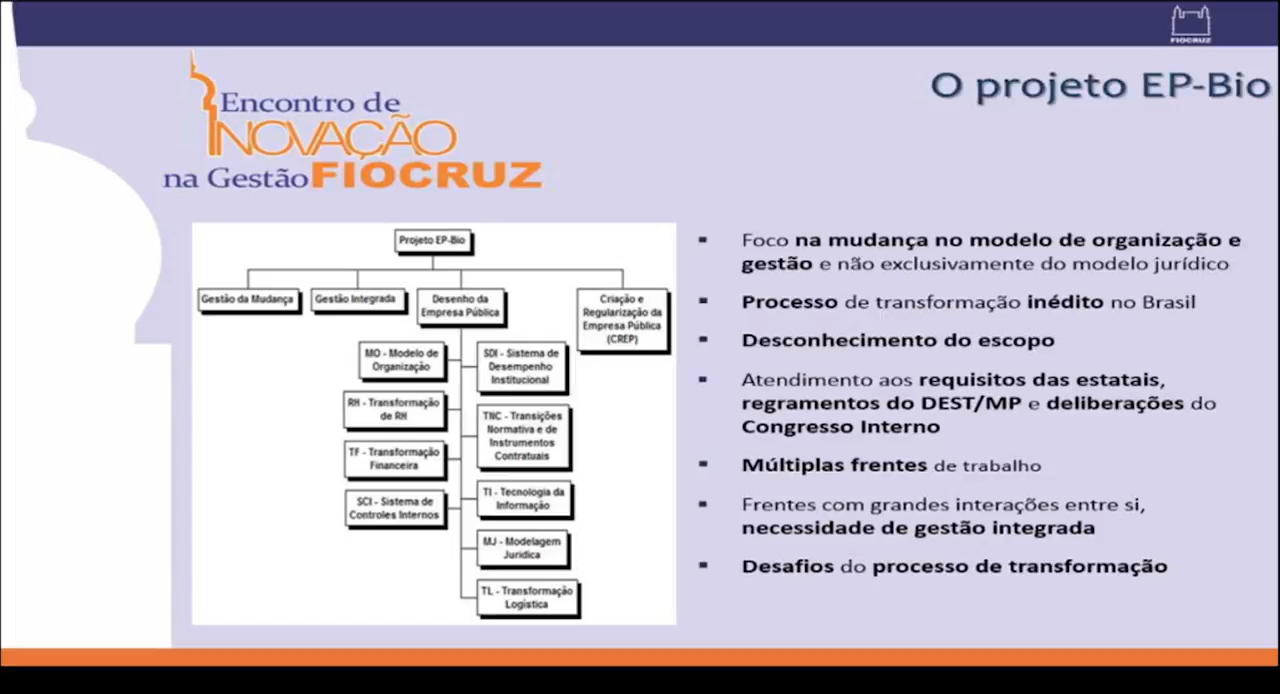 FIOCRUZ
O projeto EP-Bio
Encontro de
INOVAÇÃO
na Gestão FIOCRUZ
Projeto EP-Bio
Gestão da Mudança
Gestão Integrada
Desenho da
Empresa Pública
Criação e
Regularização da
Empresa Pública
(CREP)
MO - Modelo de
Organização
RH - Transformação
de RH
TF - Transformação
Financeira
SCI - Sistema de
Controles Internos
SDI - Sistema de
Desempenho
Institucional
TNC - Transições
Normativa e de
Instrumentos
Contratuais
TI - Tecnologia da
Informação
MJ - Modelagem
Jurídica
TL - Transformação
Logística
▪ Foco na mudança no modelo de organização e
gestão e não exclusivamente do modelo jurídico
▪ Processo de transformação inédito no Brasil
▪ Desconhecimento do escopo
▪ Atendimento aos requisitos das estatais,
regramentos do DEST/MP e deliberações do
Congresso Interno
▪ Múltiplas frentes de trabalho
▪ Frentes com grandes interações entre si,
necessidade de gestão integrada
▪ Desafios do processo de transformação